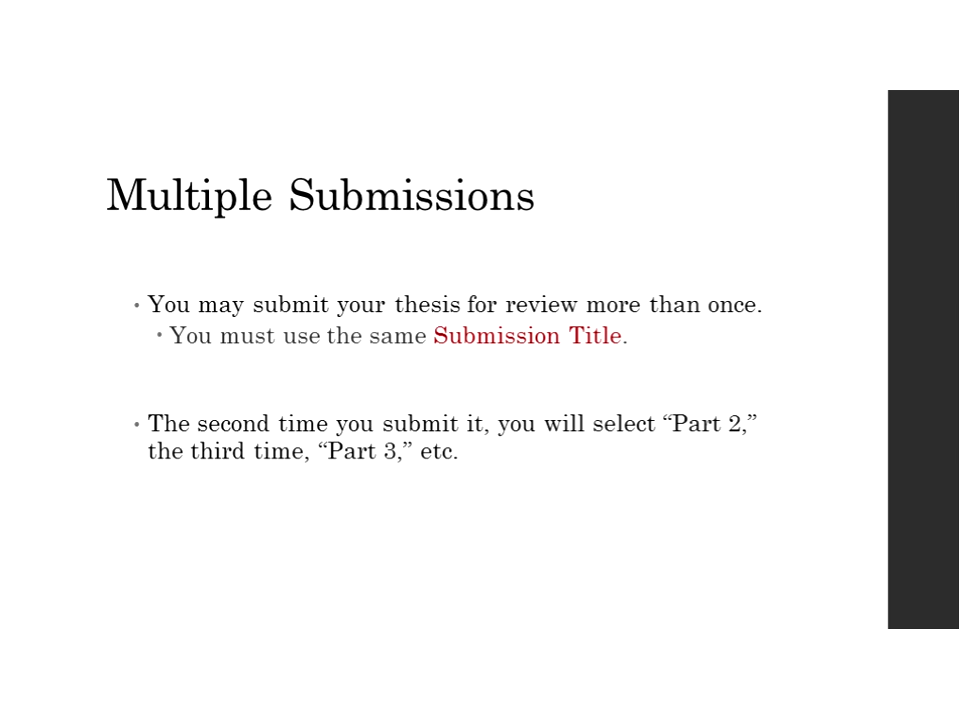 Multiple Submissions
• You may submit your thesis for review more than once.
• You must use the same Submission Title.
• The second time you submit it, you will select “Part 2,”
the third time, “Part 3,” etc.